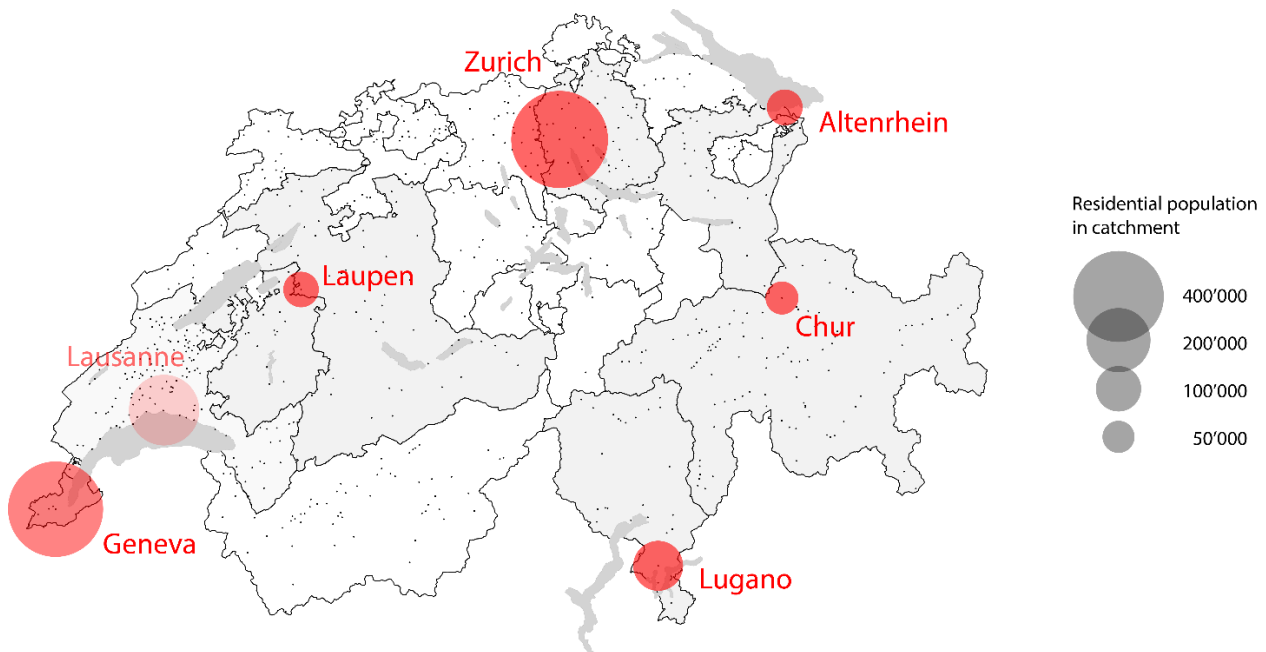 Zurich
Altenrhein
Laupen
Chur
Lausanne
Geneva
Lugano
Residential population
in catchment
400’000
200’000
100’000
50’000